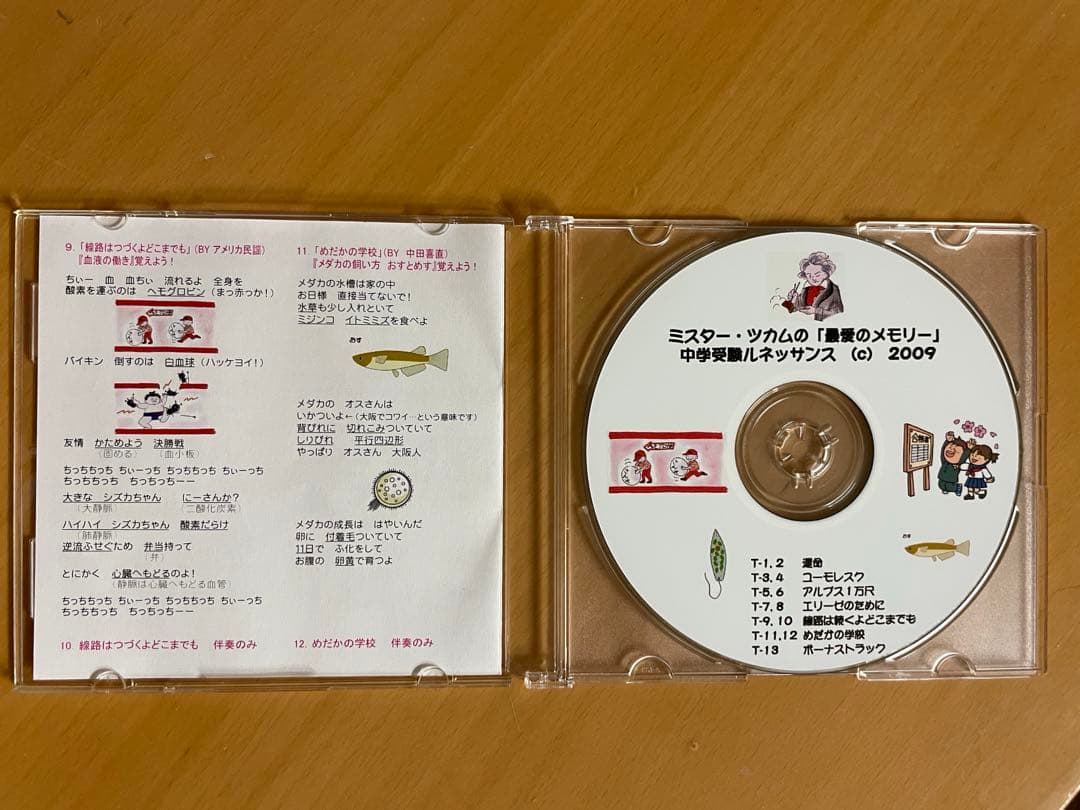 9. 「線路はつづくよどこまでも」(BY アメリカ民謡)
『血液の働き』覚えよう!
ちぃー 血 血ちぃ 流れるよ 全身を
酸素を運ぶのは ヘモグロビン (まっ赤っか!)
バイキン 倒すのは 白血球 (ハッケヨイ!)
友情 かためよう 決勝戦
(固める) (血小板)
ちっちちっち ちぃーっち ちっちちっち ちぃーっち
ちっちちっち ちっちっちーー
大きな シズカちゃん にーさんか?
(大静脈) (二酸化炭素)
ハイハイ シズカちゃん 酸素だらけ
(肺静脈)
逆流ふせぐため 弁当持って
(弁)
とにかく 心臓へもどるのよ!
(静脈は心臓へもどる血管)
ちっちちっち ちぃーっち ちっちちっち ちぃーっち
ちっちちっち ちっちっちーー
10. 線路はつづくよどこまでも 伴奏のみ
11. 「めだかの学校」(BY 中田喜直)
『メダカの飼い方 おすとめす』覚えよう!
メダカの水槽は家の中
お日様 直接当てないで!
水草も少し入れといて
ミジンコ イトミミズを食べよ
おす
メダカの オスさんは
いかついよ←(大阪でコワイ…という意味です)
背びれに 切れこみついていて
しりびれ 平行四辺形
やっぱり オスさん 大阪人
メダカの成長は はやいんだ
卵に 付着毛ついていて
11日で ふ化をして
お腹の 卵黄で育つよ
12. めだかの学校 伴奏のみ
ミスター・ツカムの「最愛のメモリー」
中学受験ルネッサンス (c) 2009
おす
T-1, 2 運命
T-3, 4 ユーモレスク
T-5, 6 アルプス1万尺
T-7, 8 エリーゼのために
T-9, 10 線路は続くよどこまでも
T-11, 12 めだかの学校
T-13 ボーナストラック